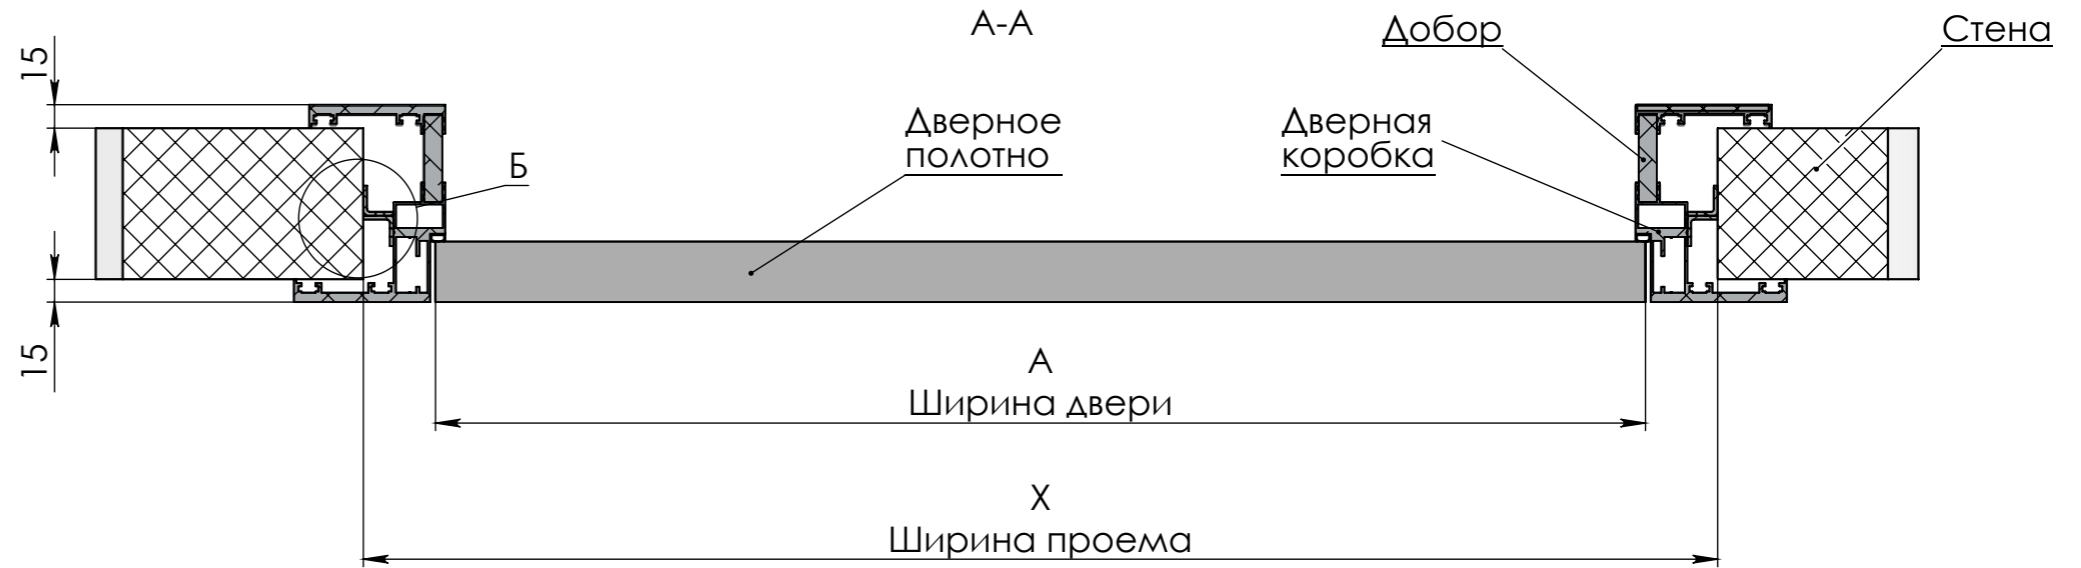 А-А
Добор
Стена
15
Дверное
полотно
Дверная
коробка
Б
15
А
Ширина двери
Х
Ширина проема